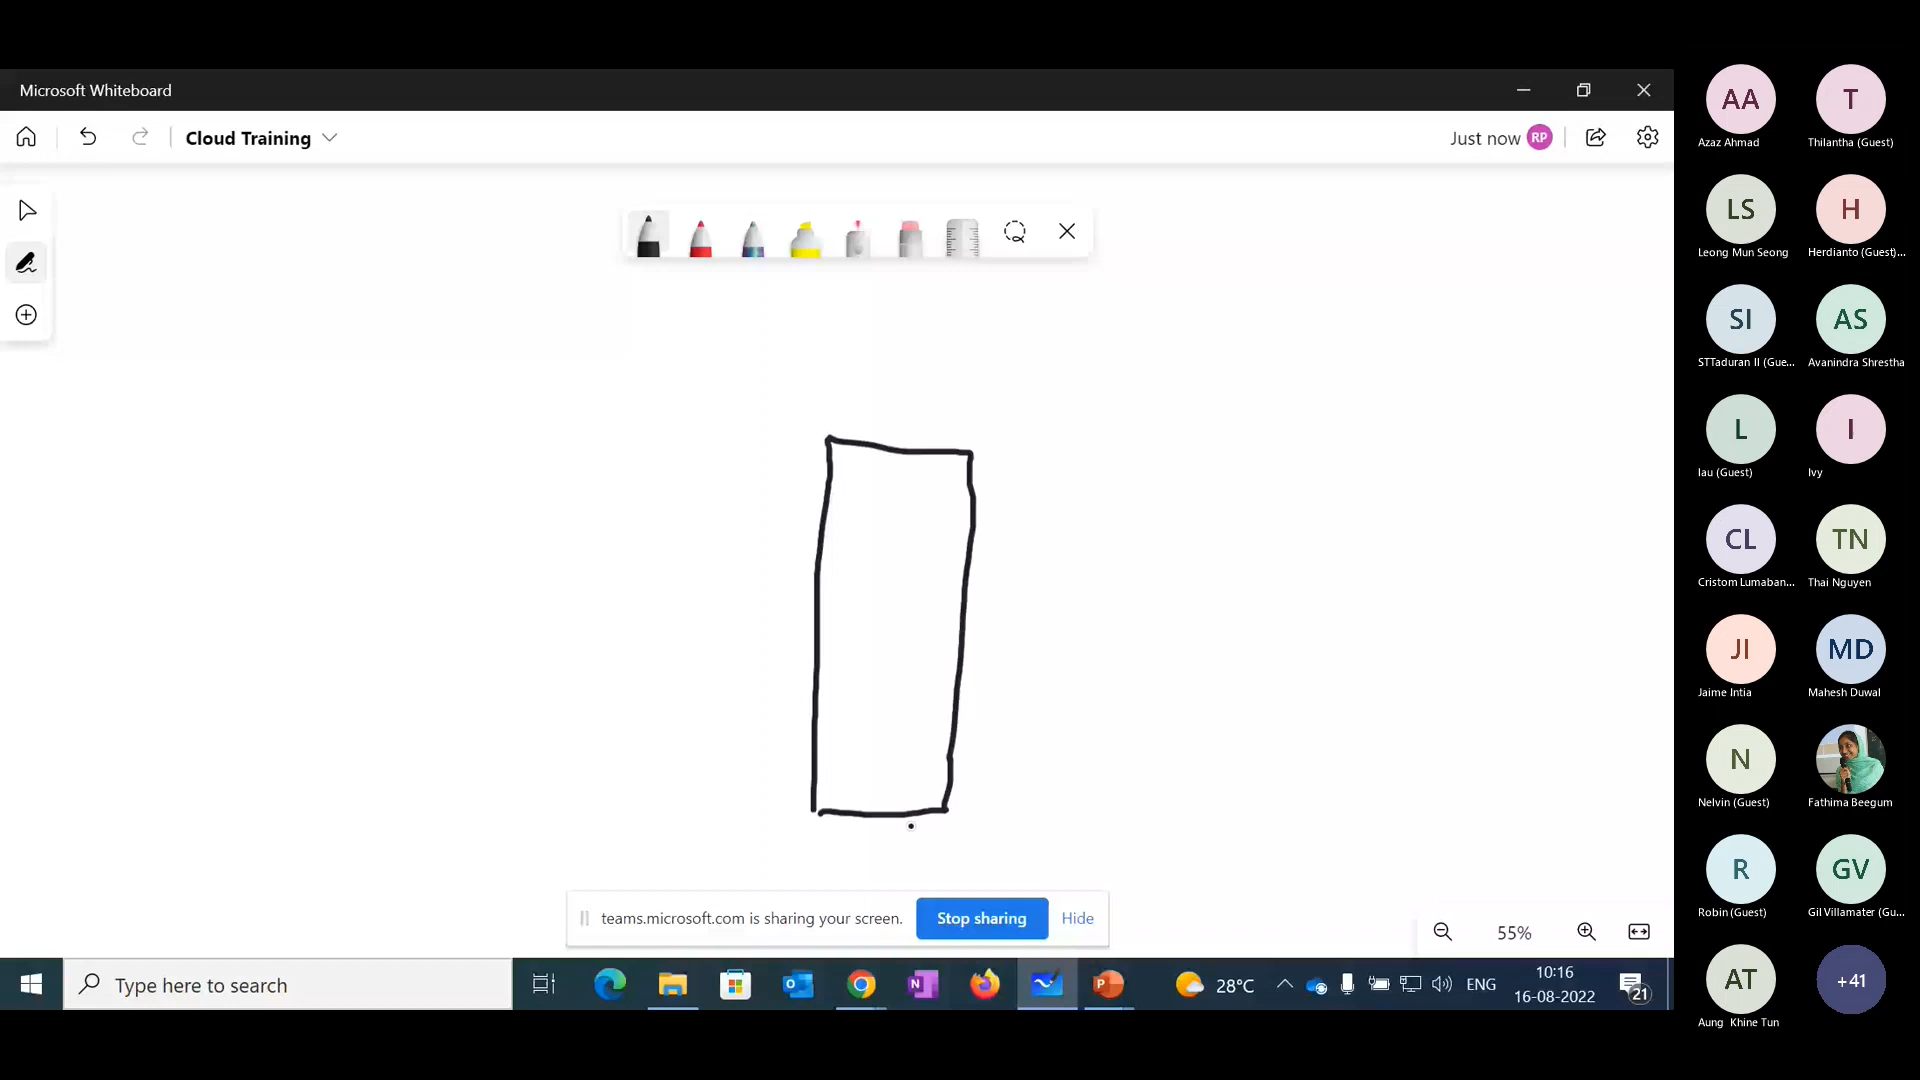 Microsoft Whiteboard
Cloud Training
Just now RP
teams.microsoft.com is sharing your screen. Stop sharing Hide
55%
Type here to search
28°C
ENG
10:16
16-08-2022
21
AA T
Azaz Ahmad Thilantha (Guest)
LS H
Leong Mun Seong Herdianto (Guest)...
SI AS
STTaduran II (Gue... Avanindra Shrestha
L I
lau (Guest) Ivy
CL TN
Cristom Lumaban... Thai Nguyen
JI MD
Jaime Intia Mahesh Duwal
N
Nelvin (Guest) Fathima Beegum
R GV
Robin (Guest) Gil Villamater (Gu...
AT +41
Aung Khine Tun